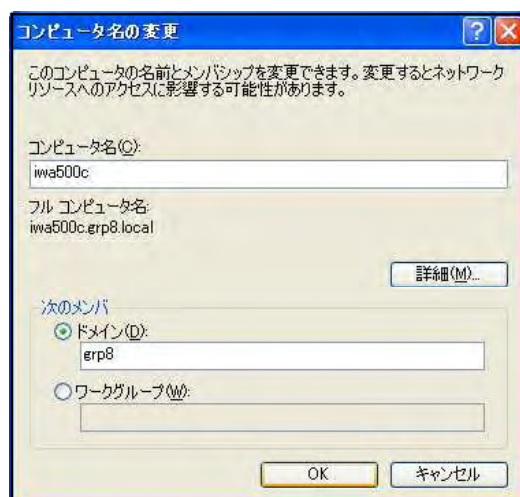 コンピュータ名の変更
このコンピュータの名前とメンバシップを変更できます。変更するとネットワーク
リソースへのアクセスに影響する可能性があります。
コンピュータ名(C):
iwa500c
フル コンピュータ名:
iwa500c.grp8.local
詳細(M)...
次のメンバ
ドメイン(D):
grp8
ワークグループ(W):
OK
キャンセル